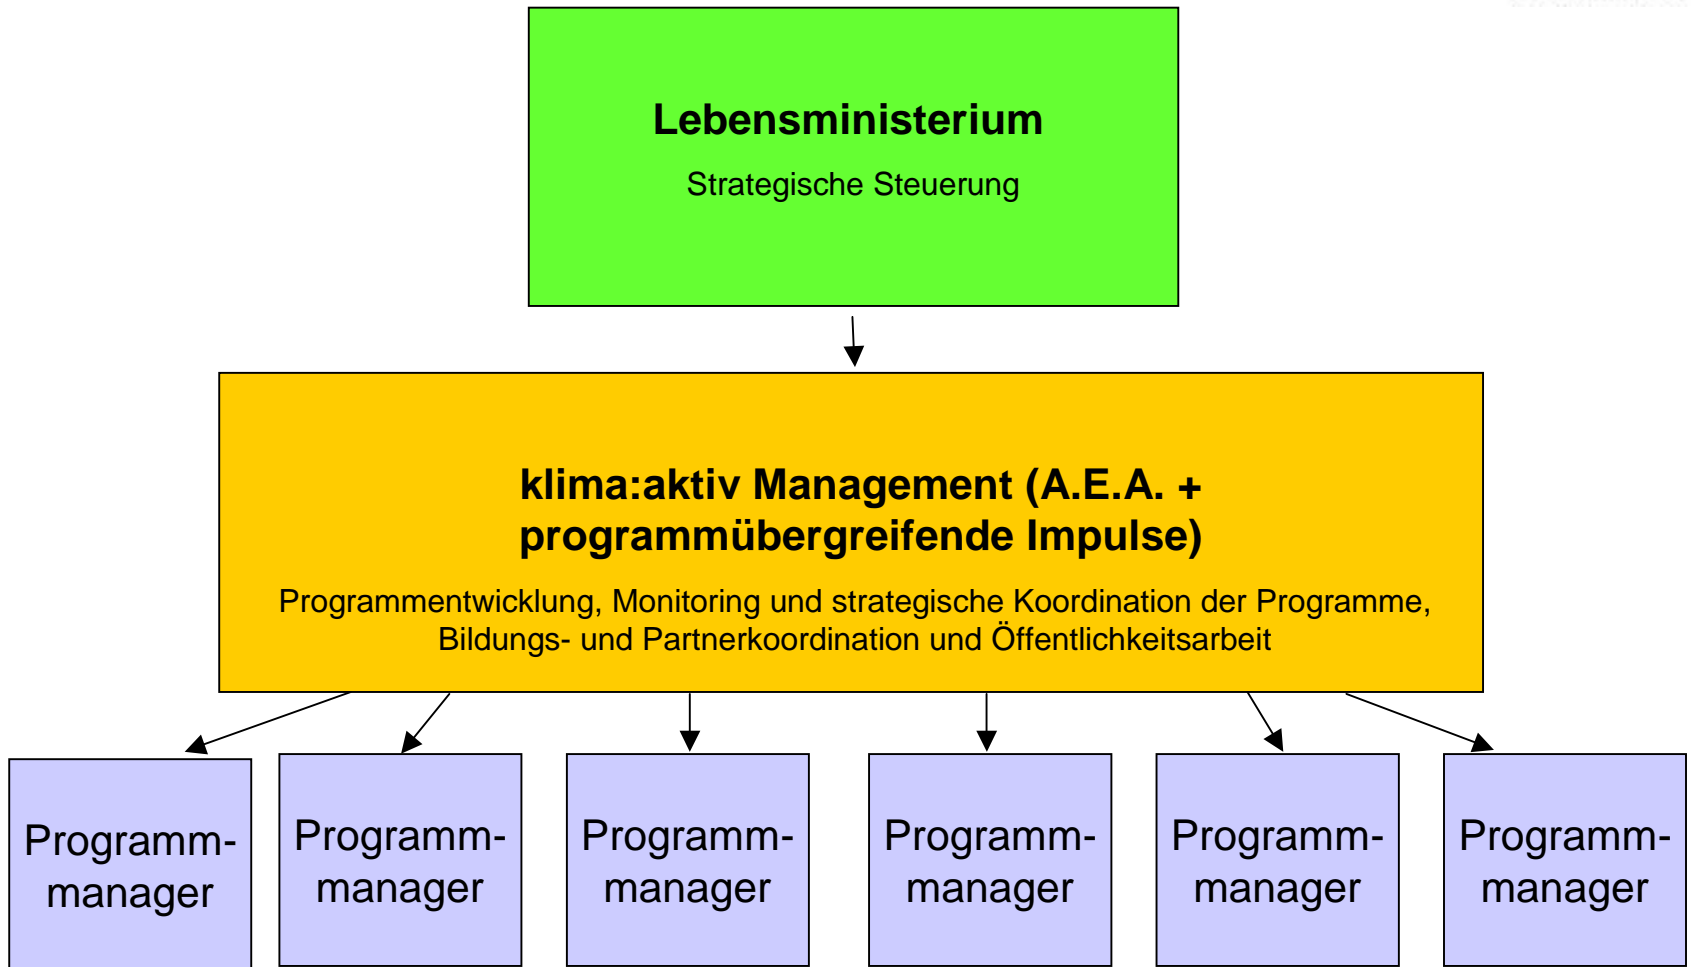 Lebensministerium
Strategische Steuerung
klima:aktiv Management (A.E.A. +
programmübergreifende Impulse)
Programmentwicklung, Monitoring und strategische Koordination der Programme,
Bildungs- und Partnerkoordination und Öffentlichkeitsarbeit
Programm-
manager
Programm-
manager
Programm-
manager
Programm-
manager
Programm-
manager
Programm-
manager